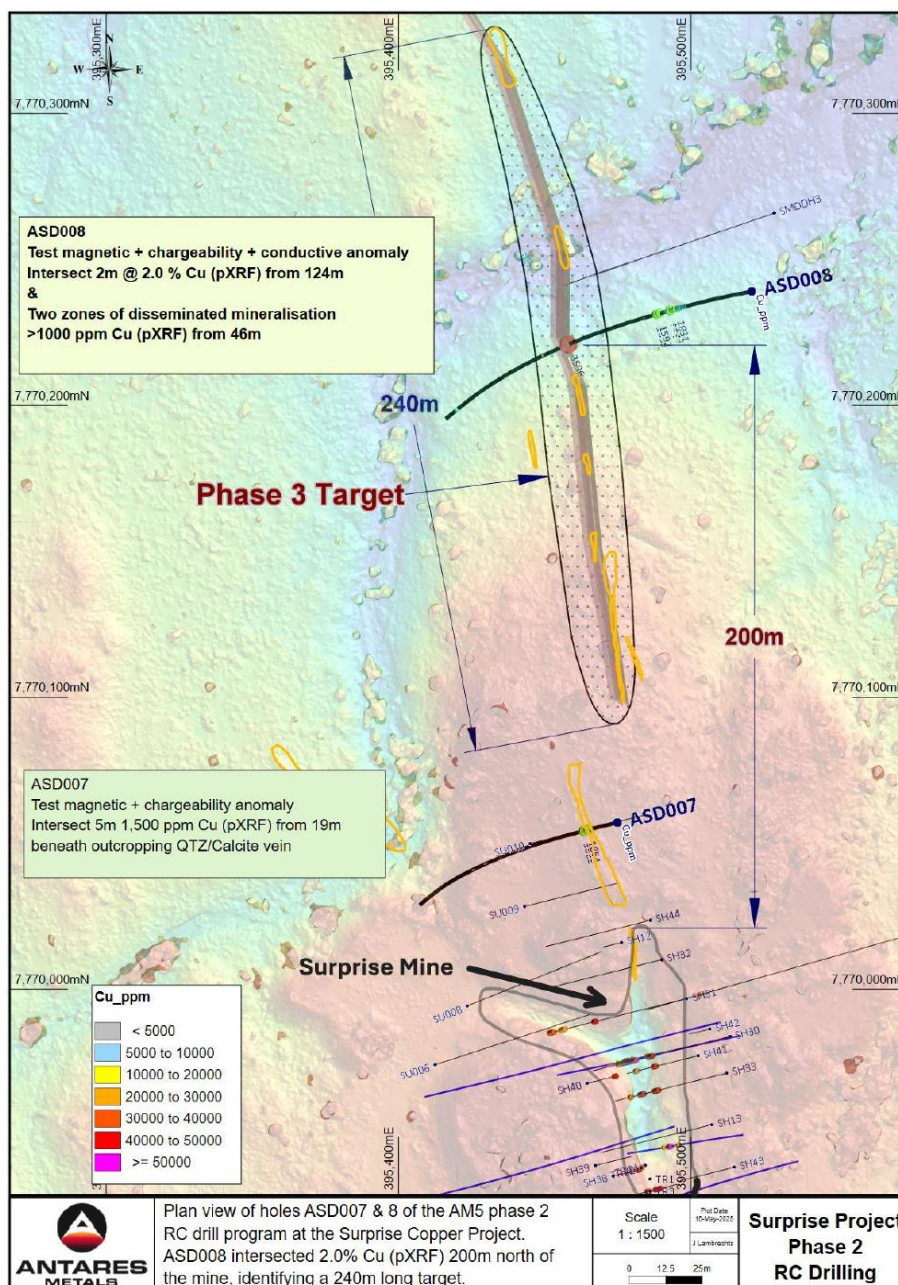 395,300mE
395,400mE
395,500mE
N
W E
S
7,770,300mN
7,770,300mN
SMDDH3
ASD008
Test magnetic + chargeability + conductive anomaly
Intersect 2m @ 2.0 % Cu (pXRF) from 124m
&
Two zones of disseminated mineralisation
>1000 ppm Cu (pXRF) from 46m
ASD008
Cu_ppm
7,770,200mN
7,770,200mN
240m
Phase 3 Target
200m
7,770,100mN
7,770,100mN
ASD007
Test magnetic + chargeability anomaly
Intersect 5m 1,500 ppm Cu (pXRF) from 19m
beneath outcropping QTZ/Calcite vein
ASD007
Cu_ppm
SU010
SU009
SH44
SH12
SH32
Surprise Mine
7,770,000mN
7,770,000mN
SU008
SH31
SH42
SH30
SU006
SH41
SH40
SH33
SH13
SH39
SH38
SH43
TR1
Cu_ppm
< 5000
5000 to 10000
10000 to 20000
20000 to 30000
30000 to 40000
40000 to 50000
>= 50000
395,400mE
395,500mE
ANTARES
METALS
Plan view of holes ASD007 & 8 of the AM5 phase 2
RC drill program at the Surprise Copper Project.
ASD008 intersected 2.0% Cu (pXRF) 200m north of
the mine, identifying a 240m long target.
Scale
1 : 1500
Plot Date
J Lambrechts
0 12.5 25m
Surprise Project
Phase 2
RC Drilling